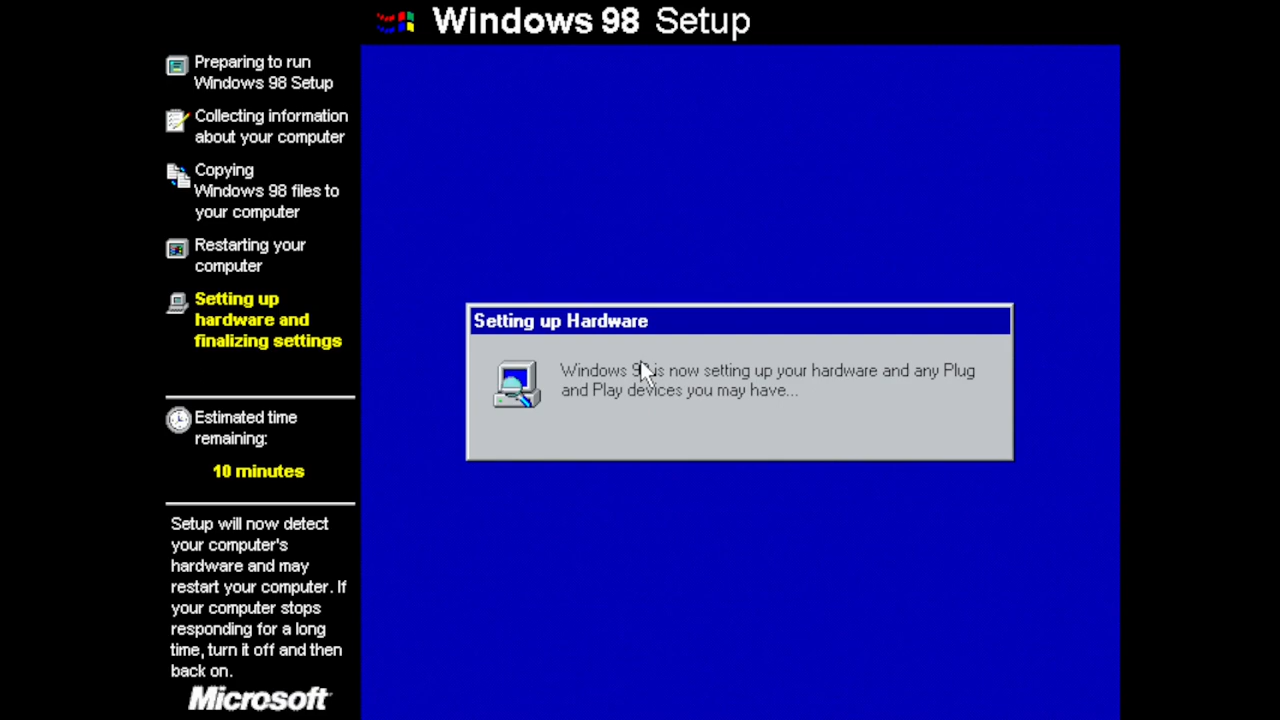 Windows 98 Setup
Preparing to run
Windows 98 Setup
Collecting information
about your computer
Copying
Windows 98 files to
your computer
Restarting your
computer
Setting up
hardware and
finalizing settings
Estimated time
remaining:
10 minutes
Setup will now detect
your computer's
hardware and may
restart your computer. If
your computer stops
responding for a long
time, turn it off and then
back on.
Microsoft
Setting up Hardware
Windows 98 is now setting up your hardware and any Plug
and Play devices you may have...